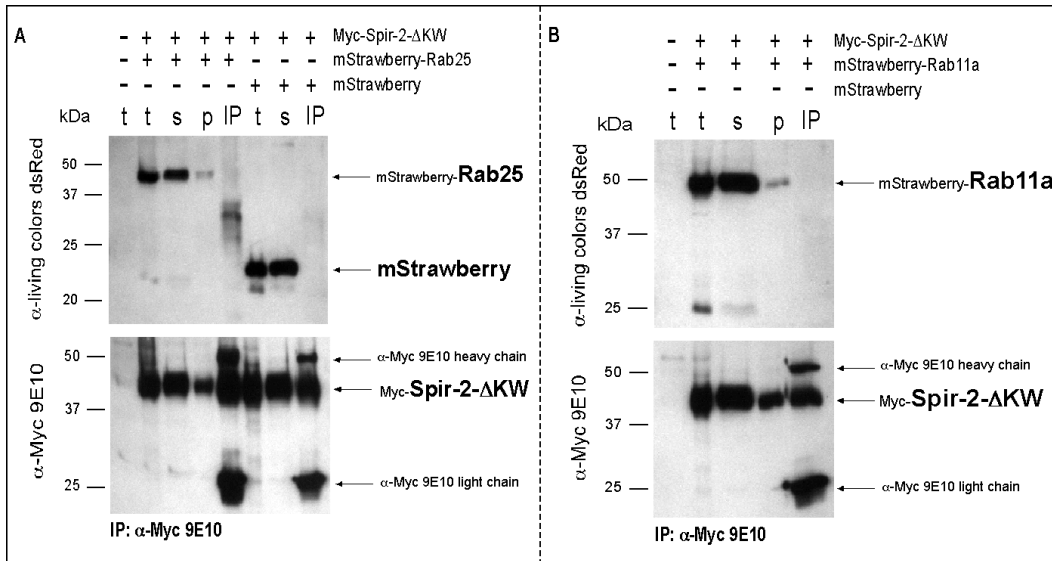 A
- + + + + + + + Myc-Spir-2-ΔKW
- + + + + - - - mStrawberry-Rab25
- - - - - + + + mStrawberry
kDa t t s p IP t s IP
50
37
25
20
α-living colors dsRed
mStrawberry-Rab25
mStrawberry
50
37
25
α-Myc 9E10
α-Myc 9E10 heavy chain
Myc-Spir-2-ΔKW
α-Myc 9E10 light chain
IP: α-Myc 9E10
B
- + + + + Myc-Spir-2-ΔKW
- + + + + mStrawberry-Rab11a
- - - - - mStrawberry
kDa t t s p IP
50
37
25
α-living colors dsRed
mStrawberry-Rab11a
50
37
25
α-Myc 9E10
α-Myc 9E10 heavy chain
Myc-Spir-2-ΔKW
α-Myc 9E10 light chain
IP: α-Myc 9E10